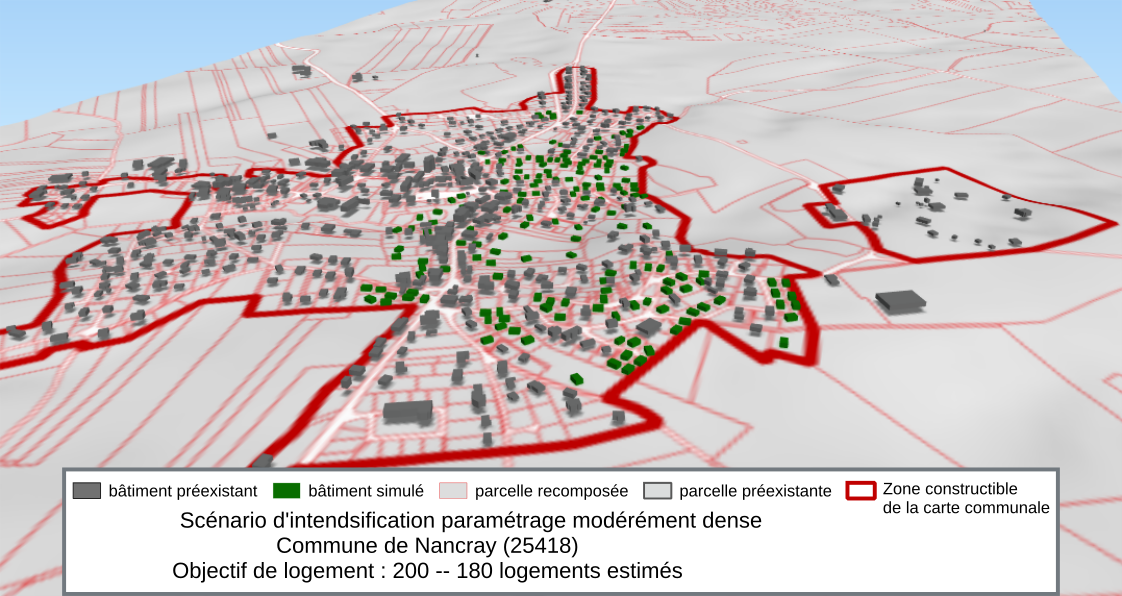 bâtiment préexistant bâtiment simulé parcelle recomposée parcelle préexistante Zone constructible
de la carte communale
Scénario d'intendsification paramétrage modérément dense
Commune de Nancray (25418)
Objectif de logement : 200 -- 180 logements estimés